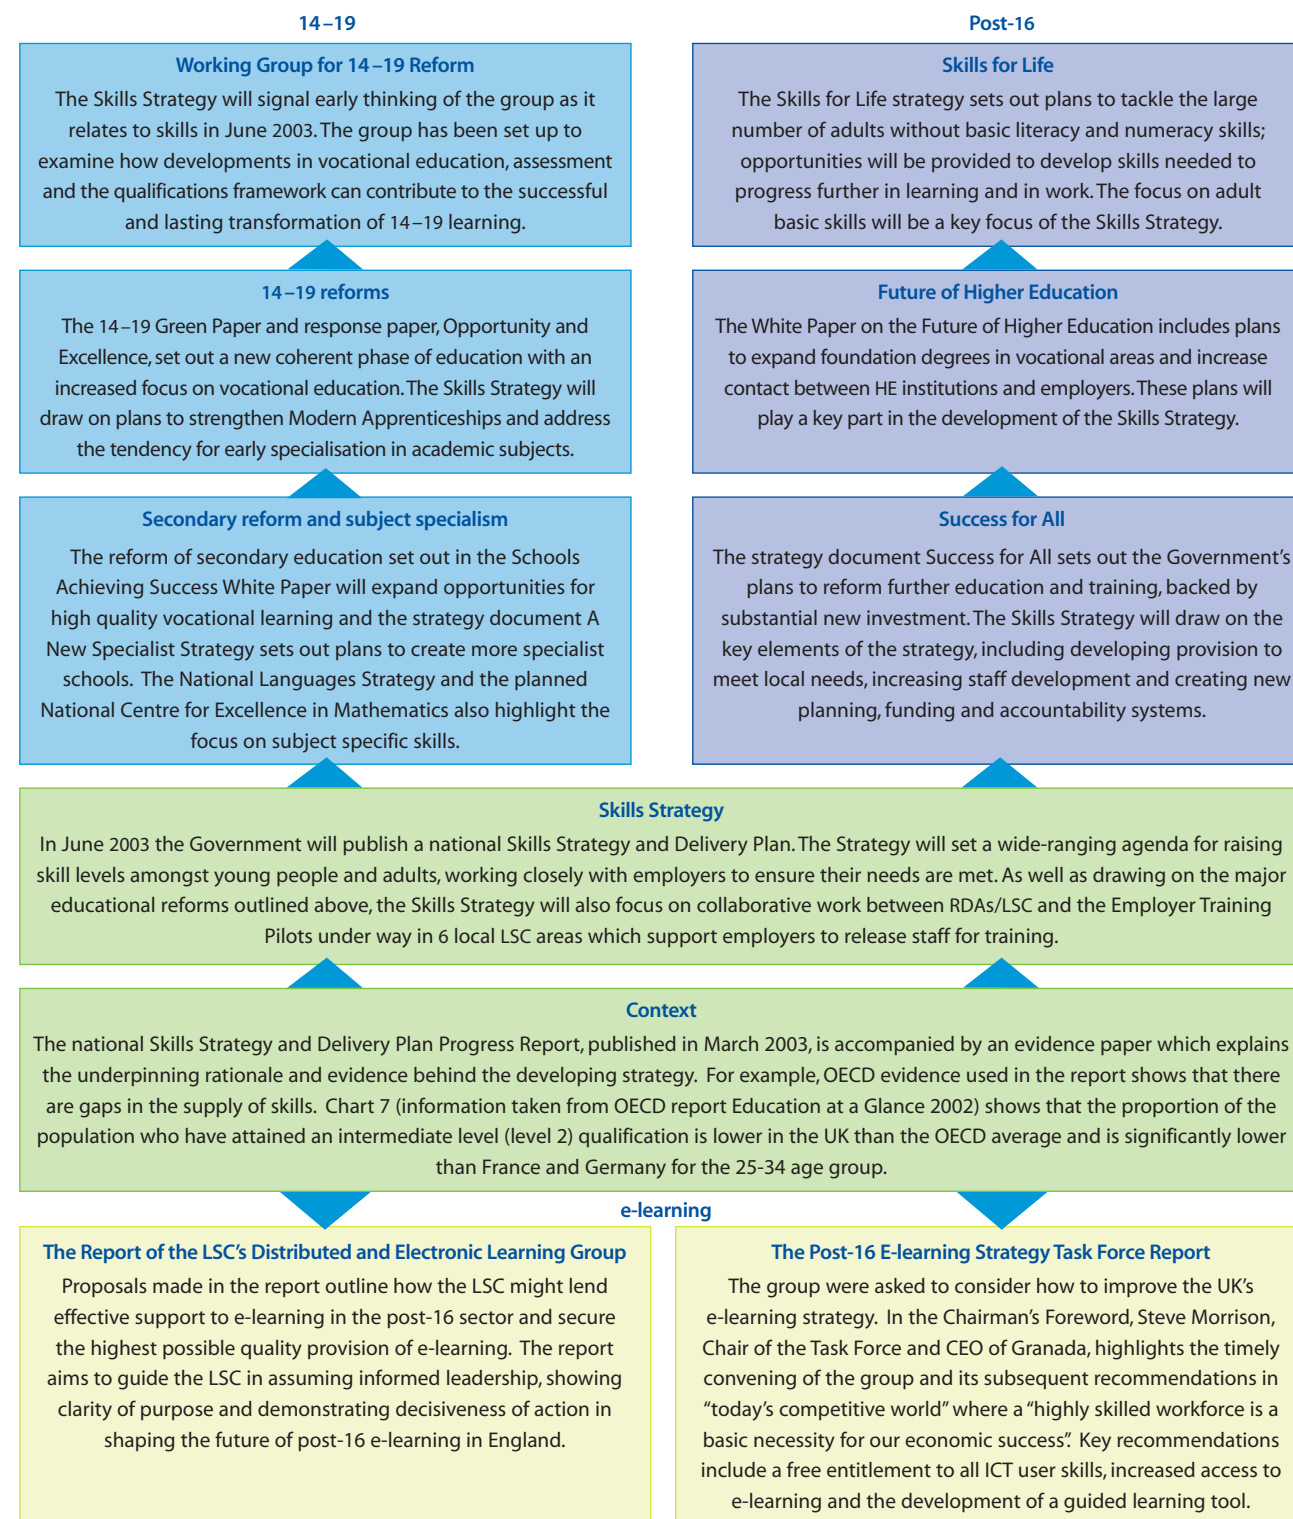 14–19
Working Group for 14–19 Reform
The Skills Strategy will signal early thinking of the group as it
relates to skills in June 2003. The group has been set up to
examine how developments in vocational education, assessment
and the qualifications framework can contribute to the successful
and lasting transformation of 14–19 learning.
14–19 reforms
The 14–19 Green Paper and response paper, Opportunity and
Excellence, set out a new coherent phase of education with an
increased focus on vocational education. The Skills Strategy will
draw on plans to strengthen Modern Apprenticeships and address
the tendency for early specialisation in academic subjects.
Secondary reform and subject specialism
The reform of secondary education set out in the Schools
Achieving Success White Paper will expand opportunities for
high quality vocational learning and the strategy document A
New Specialist Strategy sets out plans to create more specialist
schools. The National Languages Strategy and the planned
National Centre for Excellence in Mathematics also highlight the
focus on subject specific skills.
Post-16
Skills for Life
The Skills for Life strategy sets out plans to tackle the large
number of adults without basic literacy and numeracy skills;
opportunities will be provided to develop skills needed to
progress further in learning and in work. The focus on adult
basic skills will be a key focus of the Skills Strategy.
Future of Higher Education
The White Paper on the Future of Higher Education includes plans
to expand foundation degrees in vocational areas and increase
contact between HE institutions and employers. These plans will
play a key part in the development of the Skills Strategy.
Success for All
The strategy document Success for All sets out the Government's
plans to reform further education and training, backed by
substantial new investment. The Skills Strategy will draw on the
key elements of the strategy, including developing provision to
meet local needs, increasing staff development and creating new
planning, funding and accountability systems.
Skills Strategy
In June 2003 the Government will publish a national Skills Strategy and Delivery Plan. The Strategy will set a wide-ranging agenda for raising
skill levels amongst young people and adults, working closely with employers to ensure their needs are met. As well as drawing on the major
educational reforms outlined above, the Skills Strategy will also focus on collaborative work between RDAs/LSC and the Employer Training
Pilots under way in 6 local LSC areas which support employers to release staff for training.
Context
The national Skills Strategy and Delivery Plan Progress Report, published in March 2003, is accompanied by an evidence paper which explains
the underpinning rationale and evidence behind the developing strategy. For example, OECD evidence used in the report shows that there
are gaps in the supply of skills. Chart 7 (information taken from OECD report Education at a Glance 2002) shows that the proportion of the
population who have attained an intermediate level (level 2) qualification is lower in the UK than the OECD average and is significantly lower
than France and Germany for the 25-34 age group.
e-learning
The Report of the LSC's Distributed and Electronic Learning Group
Proposals made in the report outline how the LSC might lend
effective support to e-learning in the post-16 sector and secure
the highest possible quality provision of e-learning. The report
aims to guide the LSC in assuming informed leadership, showing
clarity of purpose and demonstrating decisiveness of action in
shaping the future of post-16 e-learning in England.
The Post-16 E-learning Strategy Task Force Report
The group were asked to consider how to improve the UK's
e-learning strategy. In the Chairman's Foreword, Steve Morrison,
Chair of the Task Force and CEO of Granada, highlights the timely
convening of the group and its subsequent recommendations in
“today's competitive world” where a “highly skilled workforce is a
basic necessity for our economic success”. Key recommendations
include a free entitlement to all ICT user skills, increased access to
e-learning and the development of a guided learning tool.